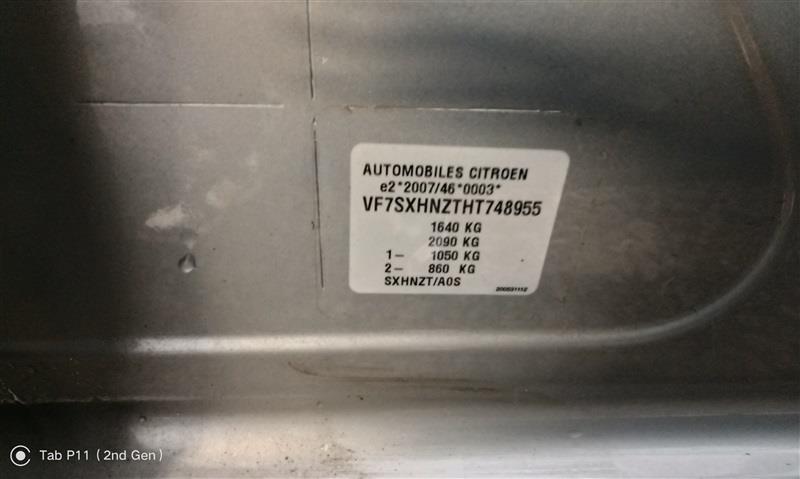 AUTOMOBILES CITROEN
e2*2007/46*0003*
VF7SXHNZTHT748955
1640 KG
2090 KG
1- 1050 KG
2- 860 KG
SXHNZT/A0S
Tab P11 (2nd Gen)